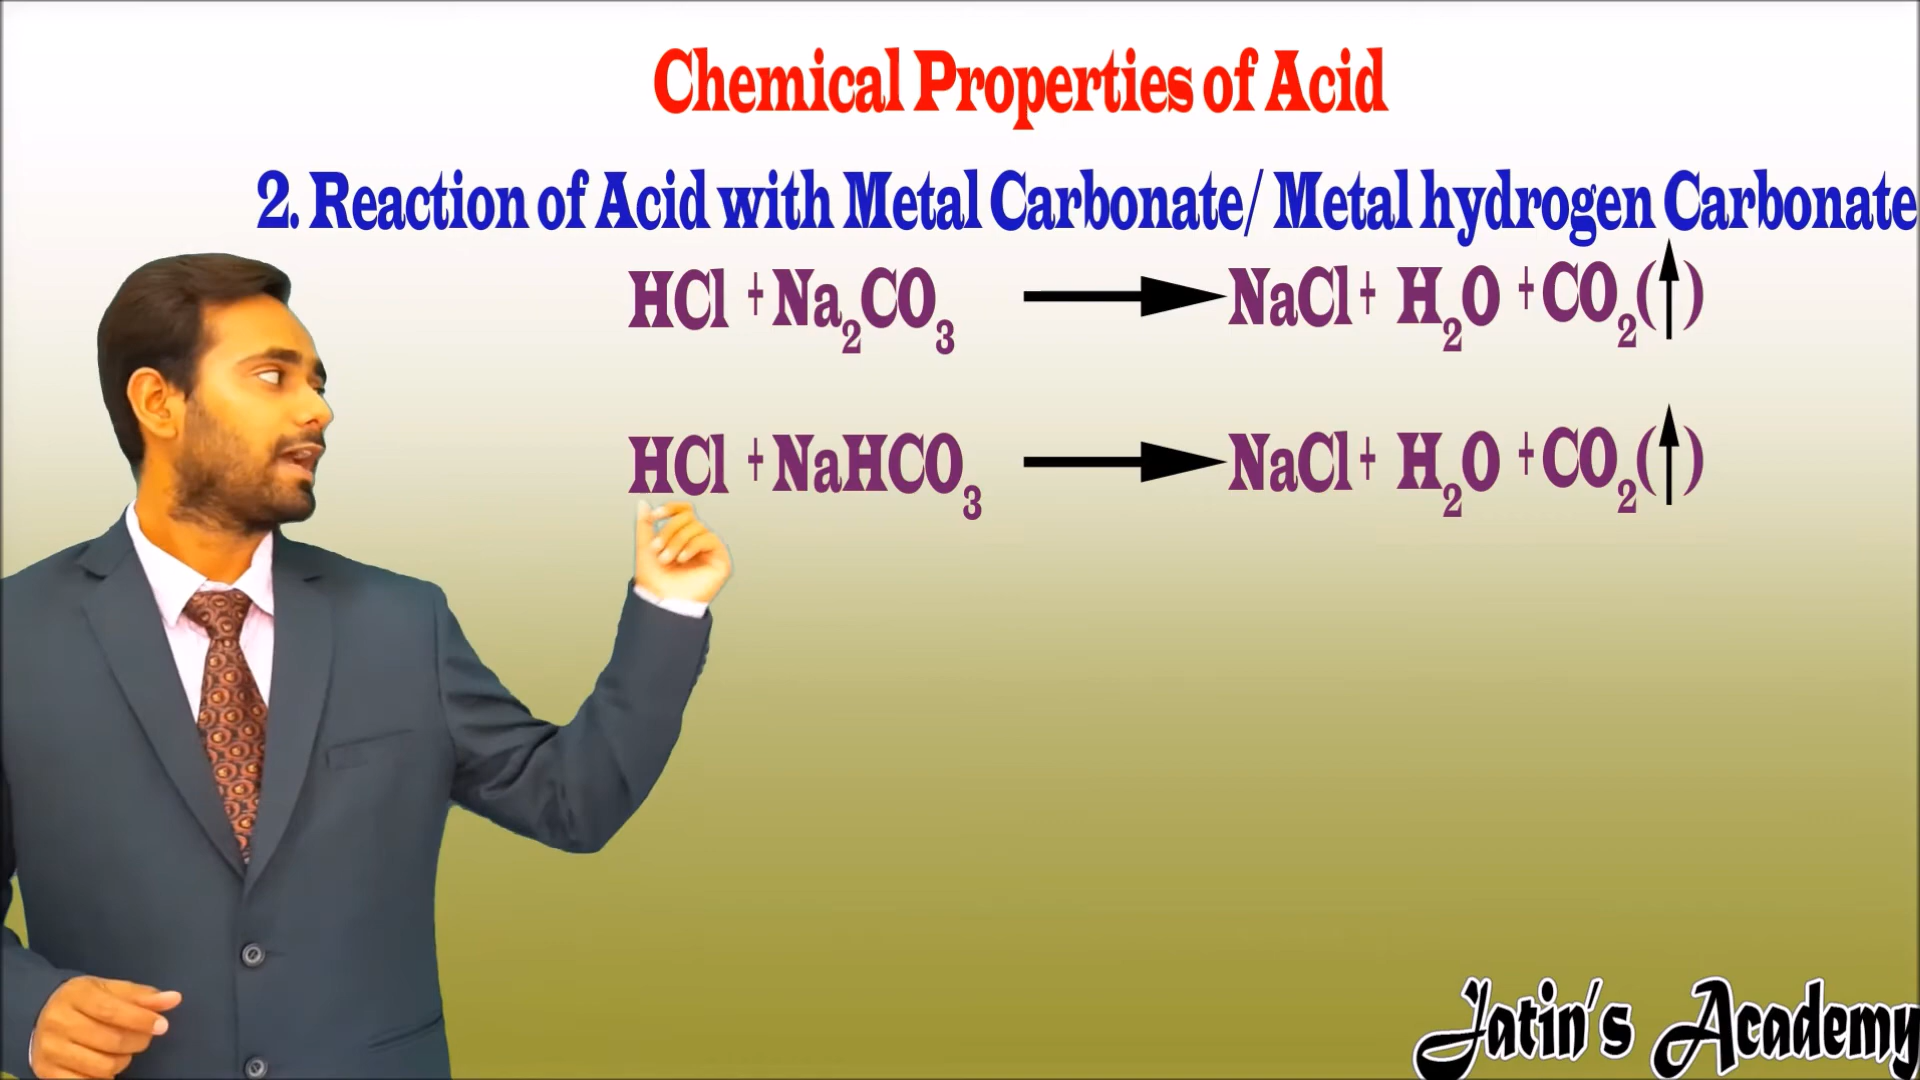 Chemical Properties of Acid
2. Reaction of Acid with Metal Carbonate/ Metal hydrogen Carbonate
HCl + Na₂CO₃ ⟶ NaCl + H₂O + CO₂(↑)
HCl + NaHCO₃ ⟶ NaCl + H₂O + CO₂(↑)
Jatin's Academy